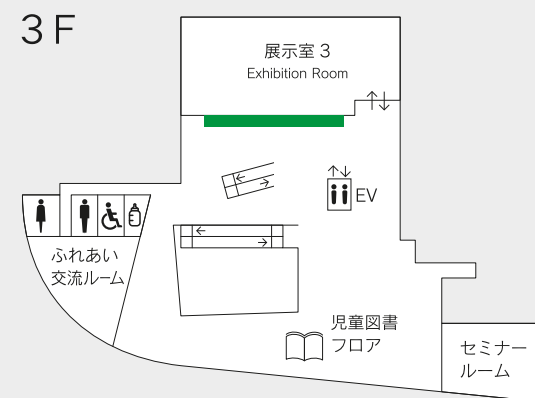 3F
展示室 3
Exhibition Room
EV
ふれあい
交流ルーム
児童図書
フロア
セミナー
ルーム